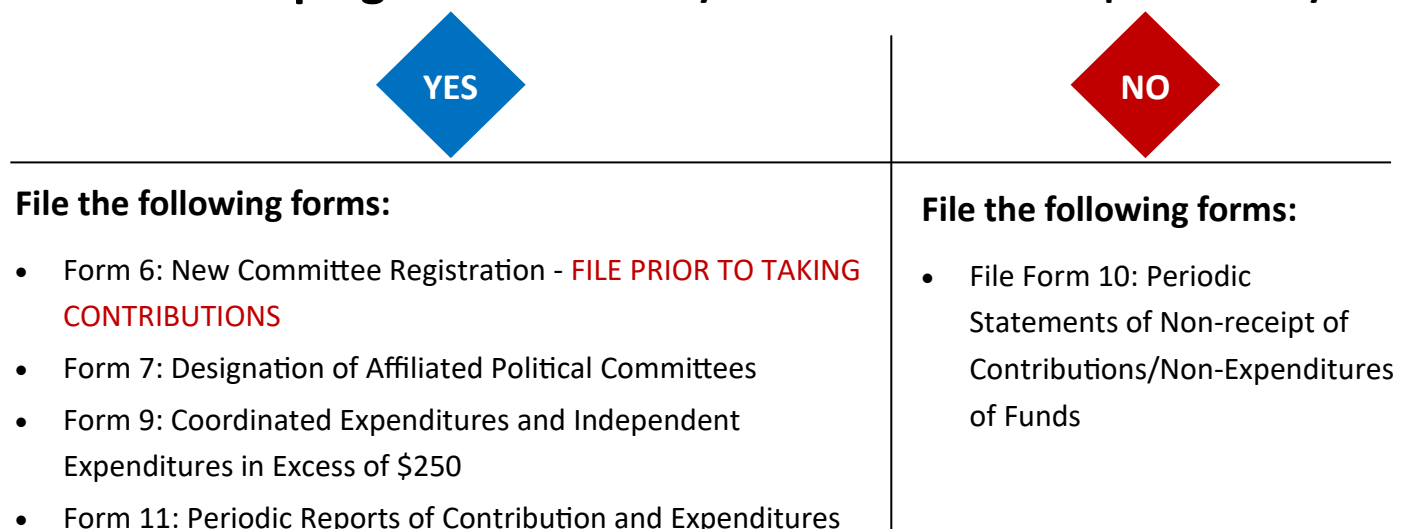 YES
NO
File the following forms:
• Form 6: New Committee Registration - FILE PRIOR TO TAKING
CONTRIBUTIONS
• Form 7: Designation of Affiliated Political Committees
• Form 9: Coordinated Expenditures and Independent
Expenditures in Excess of $250
• Form 11: Periodic Reports of Contribution and Expenditures
File the following forms:
• File Form 10: Periodic
Statements of Non-receipt of
Contributions/Non-Expenditures
of Funds